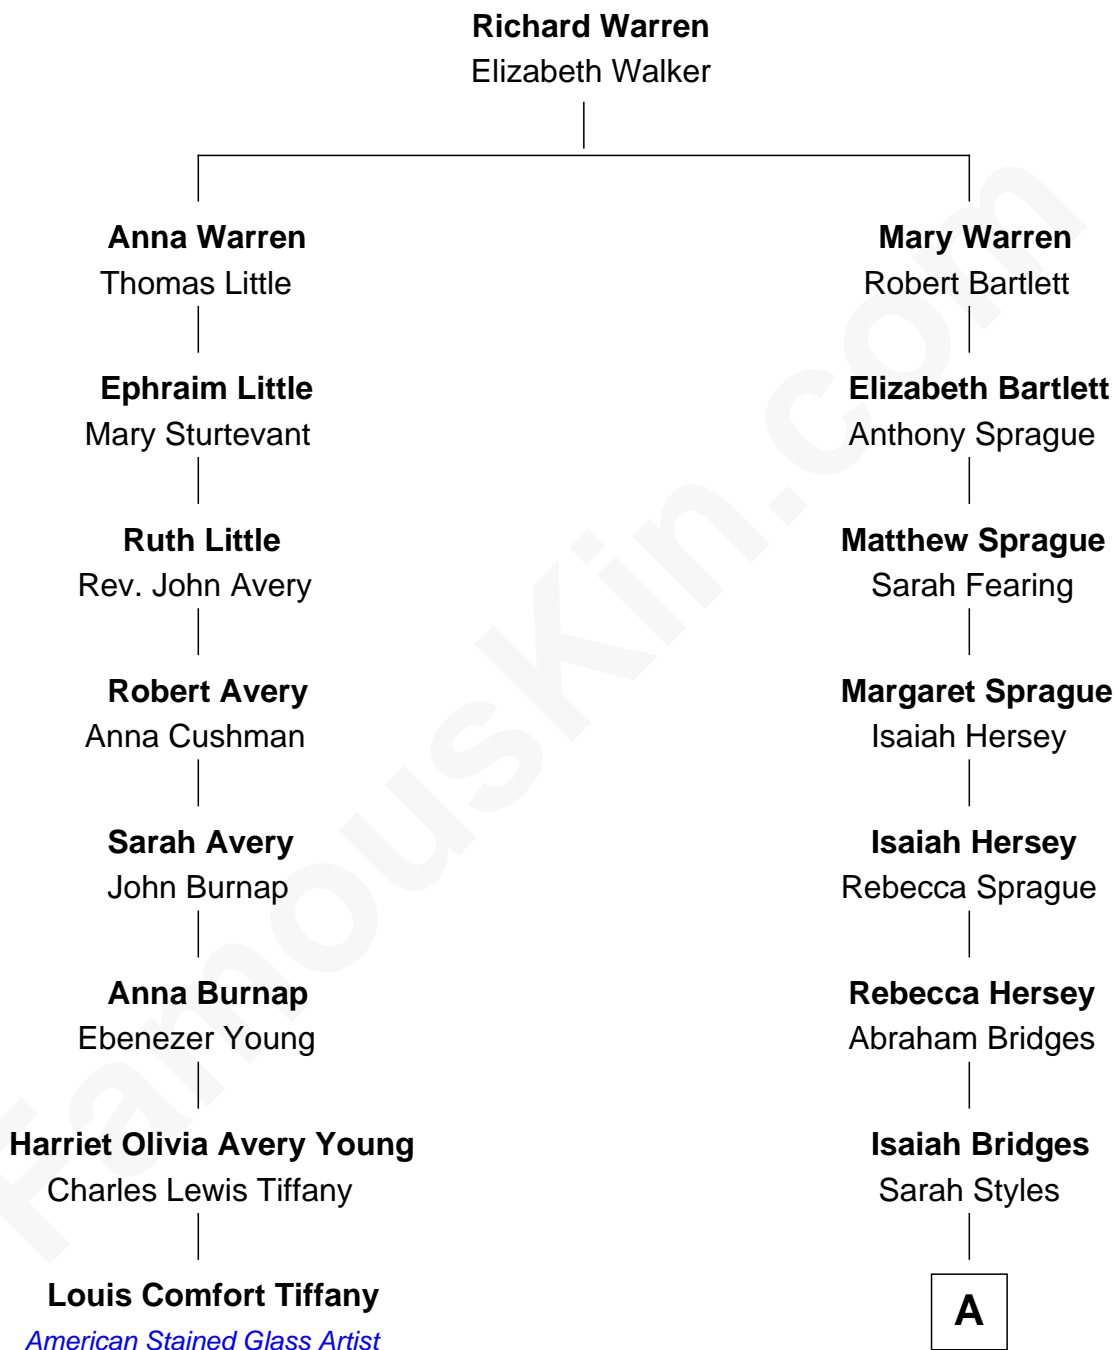 Richard Warren
Elizabeth Walker
Anna Warren
Thomas Little
Mary Warren
Robert Bartlett
Ephraim Little
Mary Sturtevant
Elizabeth Bartlett
Anthony Sprague
Ruth Little
Rev. John Avery
Matthew Sprague
Sarah Fearing
Robert Avery
Anna Cushman
Margaret Sprague
Isaiah Hersey
Sarah Avery
John Burnap
Isaiah Hersey
Rebecca Sprague
Anna Burnap
Ebenezer Young
Rebecca Hersey
Abraham Bridges
Harriet Olivia Avery Young
Charles Lewis Tiffany
Isaiah Bridges
Sarah Styles
Louis Comfort Tiffany
American Stained Glass Artist
A
FamousKin.com